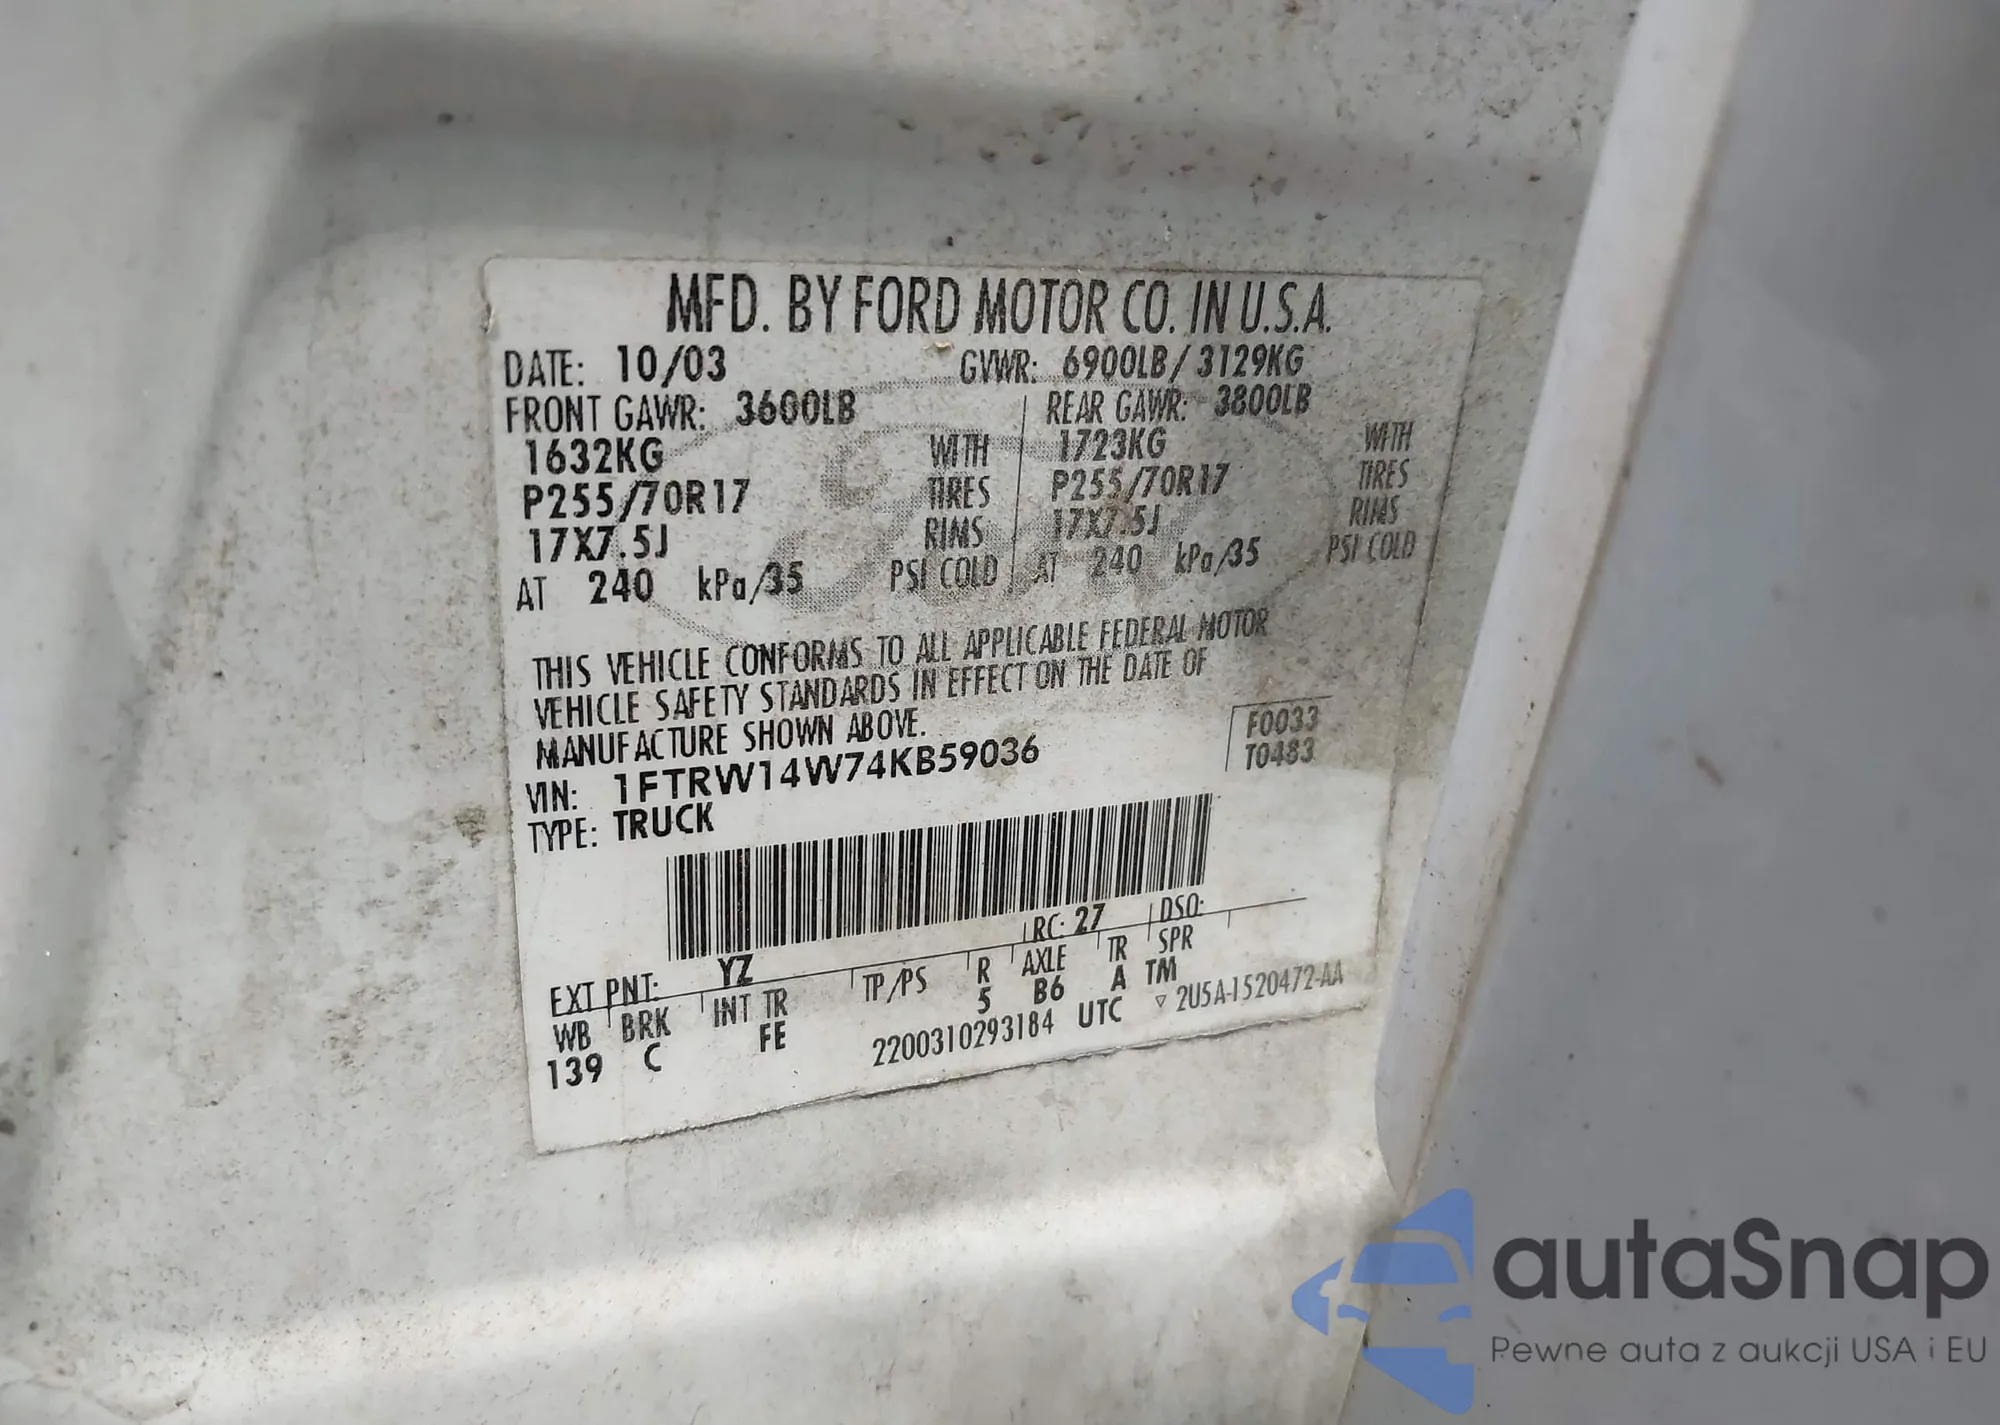 MFD. BY FORD MOTOR CO. IN U.S.A.
DATE: 10/03 GVWR: 6900LB / 3129KG
FRONT GAWR: 3600LB REAR GAWR: 3800LB
1632KG WITH 1723KG WITH
P255/70R17 TIRES P255/70R17 TIRES
17X7.5J RIMS 17X7.5J RIMS
AT 240 kPa/35 PSI COLD AT 240 kPa/35 PSI COLD
THIS VEHICLE CONFORMS TO ALL APPLICABLE FEDERAL MOTOR
VEHICLE SAFETY STANDARDS IN EFFECT ON THE DATE OF
MANUFACTURE SHOWN ABOVE.
F0033
VIN: 1FTRW14W74KB59036 T0483
TYPE: TRUCK
EXT PNT: YZ RC: 27 DSO:
WB BRK INT TR TP/PS R AXLE TR SPR
139 C FE 5 B6 A TM
2200310293184 UTC ▽ 2U5A-1520472-AA
autaSnap
Pewne auta z aukcji USA i EU